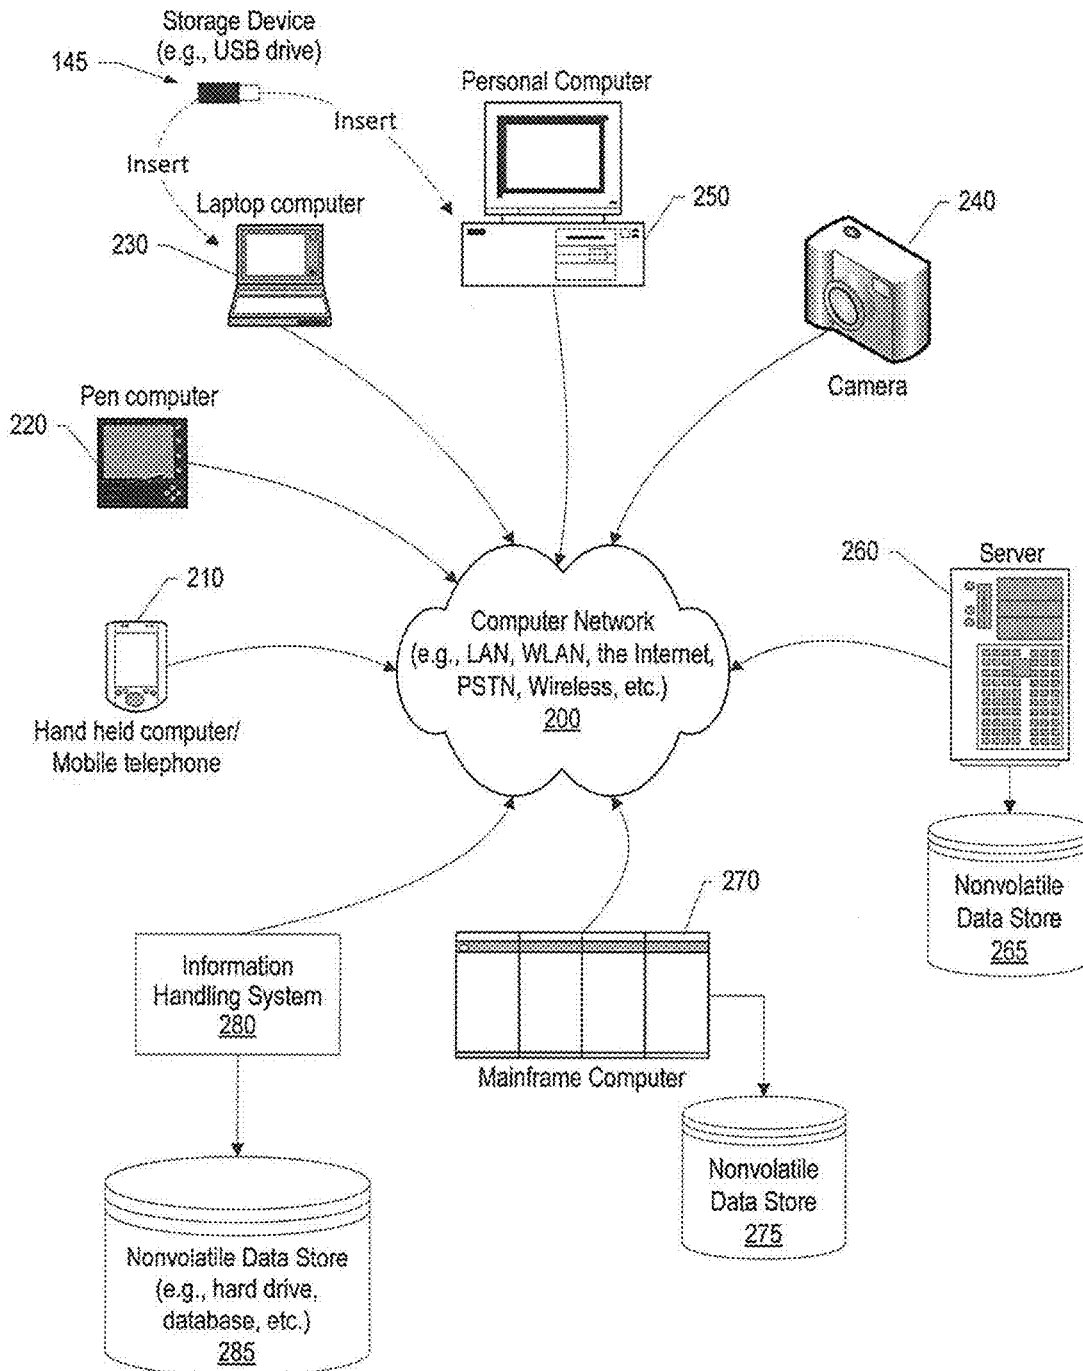 Storage Device
(e.g., USB drive)
145
Insert
Insert
Personal Computer
250
Laptop computer
230
240
Camera
Pen computer
220
210
Hand held computer/
Mobile telephone
Computer Network
(e.g., LAN, WLAN, the Internet,
PSTN, Wireless, etc.)
200
260
Server
Nonvolatile
Data Store
265
Information
Handling System
280
270
Mainframe Computer
Nonvolatile
Data Store
275
Nonvolatile Data Store
(e.g., hard drive,
database, etc.)
285